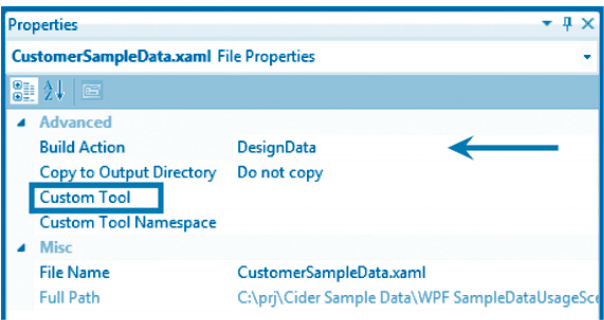 Properties
CustomerSampleData.xaml File Properties
Advanced
Build Action DesignData
Copy to Output Directory Do not copy
Custom Tool
Custom Tool Namespace
Misc
File Name CustomerSampleData.xaml
Full Path C:\prj\Cider Sample Data\WPF SampleDataUsageSce